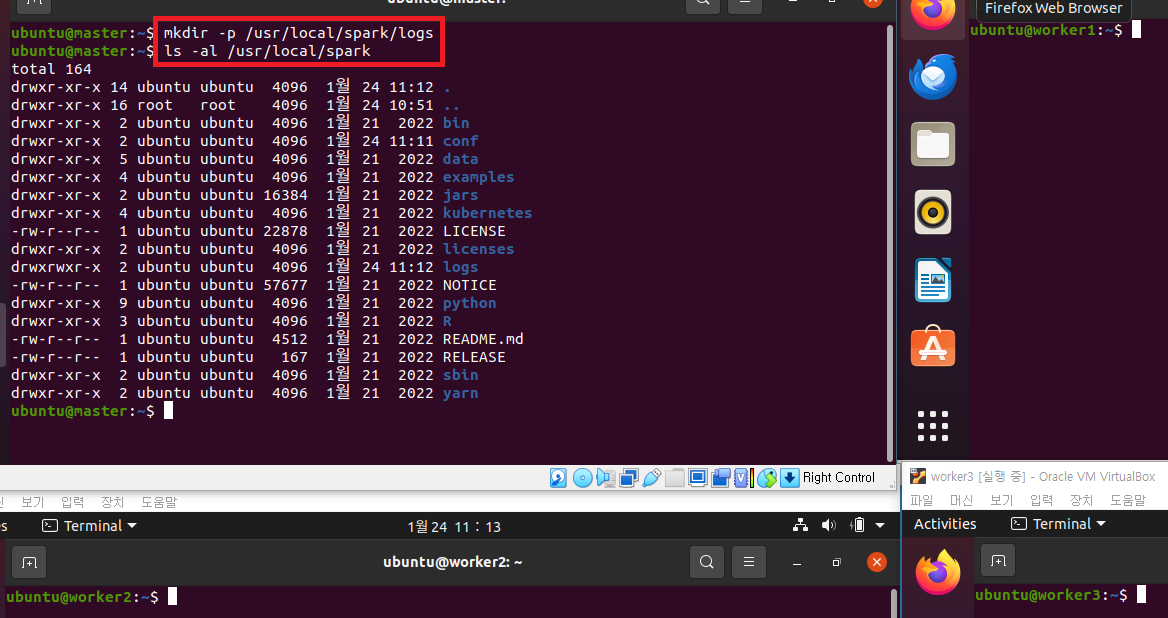 ubuntu@master:
ubuntu@master:~$ mkdir -p /usr/local/spark/logs
ubuntu@master:~$ ls -al /usr/local/spark
total 164
drwxr-xr-x 14 ubuntu ubuntu  4096  1월 24 11:12 .
drwxr-xr-x 16 root   root    4096  1월 24 10:51 ..
drwxr-xr-x  2 ubuntu ubuntu  4096  1월 21  2022 bin
drwxr-xr-x  2 ubuntu ubuntu  4096  1월 24 11:11 conf
drwxr-xr-x  5 ubuntu ubuntu  4096  1월 21  2022 data
drwxr-xr-x  4 ubuntu ubuntu  4096  1월 21  2022 examples
drwxr-xr-x  2 ubuntu ubuntu 16384  1월 21  2022 jars
drwxr-xr-x  4 ubuntu ubuntu  4096  1월 21  2022 kubernetes
-rw-r--r--  1 ubuntu ubuntu 22878  1월 21  2022 LICENSE
drwxr-xr-x  2 ubuntu ubuntu  4096  1월 21  2022 licenses
drwxrwxr-x  2 ubuntu ubuntu  4096  1월 24 11:12 logs
-rw-r--r--  1 ubuntu ubuntu 57677  1월 21  2022 NOTICE
drwxr-xr-x  9 ubuntu ubuntu  4096  1월 21  2022 python
drwxr-xr-x  3 ubuntu ubuntu  4096  1월 21  2022 R
-rw-r--r--  1 ubuntu ubuntu  4512  1월 21  2022 README.md
-rw-r--r--  1 ubuntu ubuntu   167  1월 21  2022 RELEASE
drwxr-xr-x  2 ubuntu ubuntu  4096  1월 21  2022 sbin
drwxr-xr-x  2 ubuntu ubuntu  4096  1월 21  2022 yarn
ubuntu@master:~$
Right Control
Firefox Web Browser
ubuntu@worker1:~$
보기 입력 장치 도움말
Terminal 1월 24 11 : 13
ubuntu@worker2: ~
ubuntu@worker2:~$
worker3 [실행 중] - Oracle VM VirtualBox
파일 머신 보기 입력 장치 도움말
Activities Terminal
ubuntu@worker3:~$